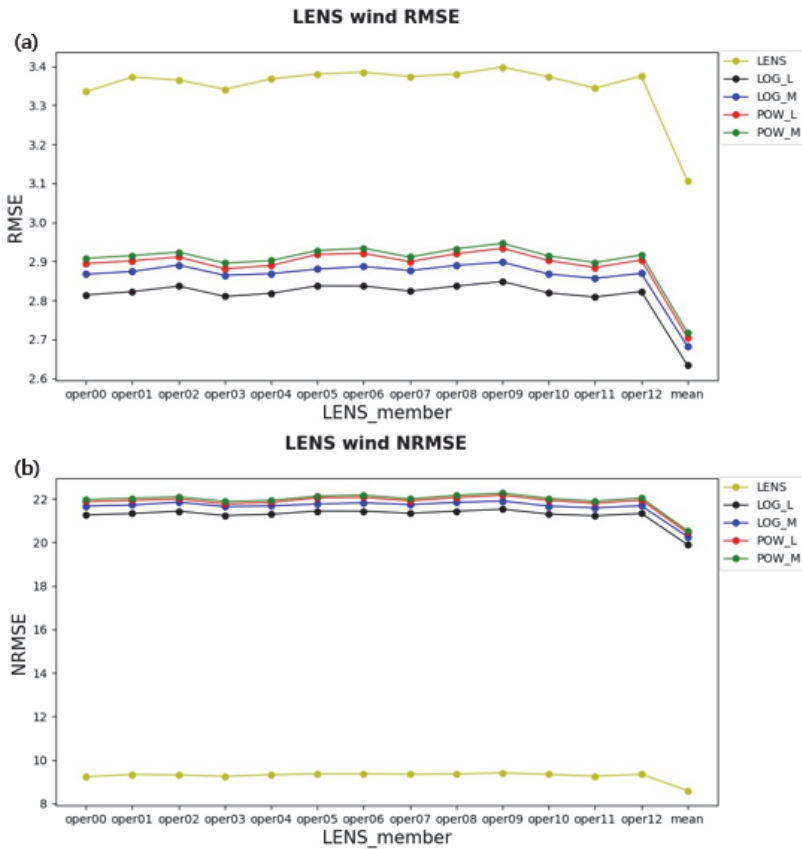 LENS wind RMSE
(a)
3.4
3.3
3.2
3.1
3.0
2.9
2.8
2.7
2.6
RMSE
LENS
LOG_L
LOG_M
POW_L
POW_M
oper00 oper01 oper02 oper03 oper04 oper05 oper06 oper07 oper08 oper09 oper10 oper11 oper12 mean
LENS_member
LENS wind NRMSE
(b)
22
20
18
16
14
12
10
8
NRMSE
LENS
LOG_L
LOG_M
POW_L
POW_M
oper00 oper01 oper02 oper03 oper04 oper05 oper06 oper07 oper08 oper09 oper10 oper11 oper12 mean
LENS_member